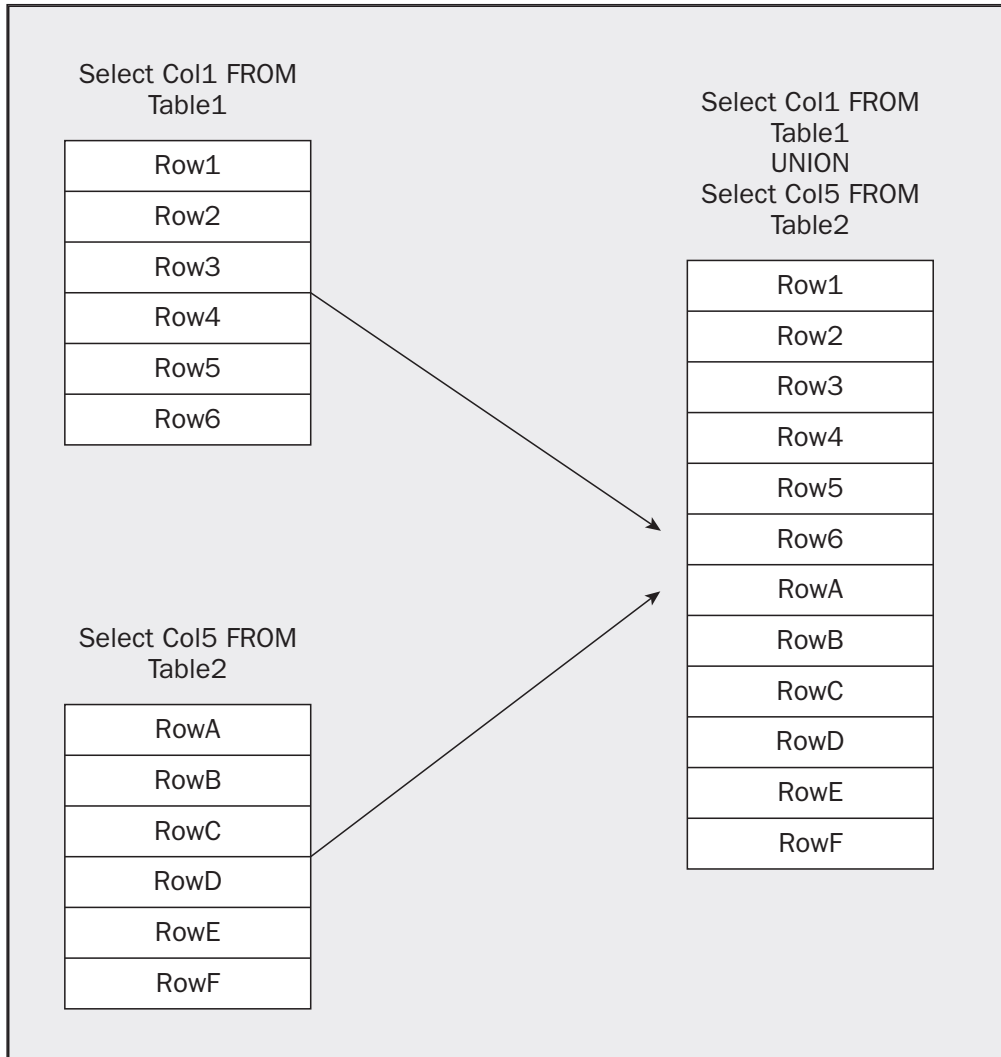 Select Col1 FROM
Table1
Row1
Row2
Row3
Row4
Row5
Row6
Select Col5 FROM
Table2
RowA
RowB
RowC
RowD
RowE
RowF
Select Col1 FROM
Table1
UNION
Select Col5 FROM
Table2
Row1
Row2
Row3
Row4
Row5
Row6
RowA
RowB
RowC
RowD
RowE
RowF